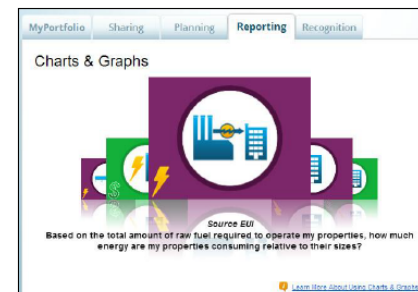 MyPortfolio Sharing Planning Reporting Recognition
Charts & Graphs
Source EUI
Based on the total amount of raw fuel required to operate my properties, how much
energy are my properties consuming relative to their sizes?
Learn More About Using Charts & Graphs